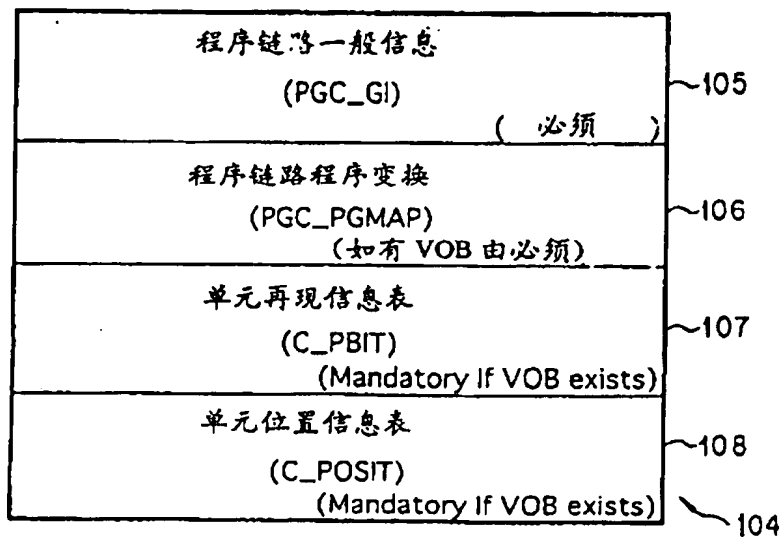 程序链路一般信息
(PGC_GI)
( 必须 )
105
程序链路程序变换
(PGC_PGMAP)
(如有 VOB 由必须)
106
单元再现信息表
(C_PBIT)
(Mandatory If VOB exists)
107
单元位置信息表
(C_POSIT)
(Mandatory If VOB exists)
108
104